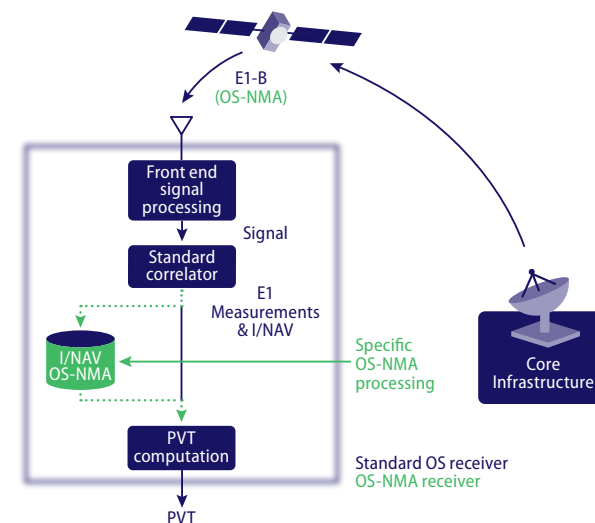 E1-B
(OS-NMA)
Front end
signal
processing
Signal
Standard
correlator
E1
Measurements
& I/NAV
I/NAV
OS-NMA
Specific
OS-NMA
processing
Core
Infrastructure
PVT
computation
Standard OS receiver
OS-NMA receiver
PVT